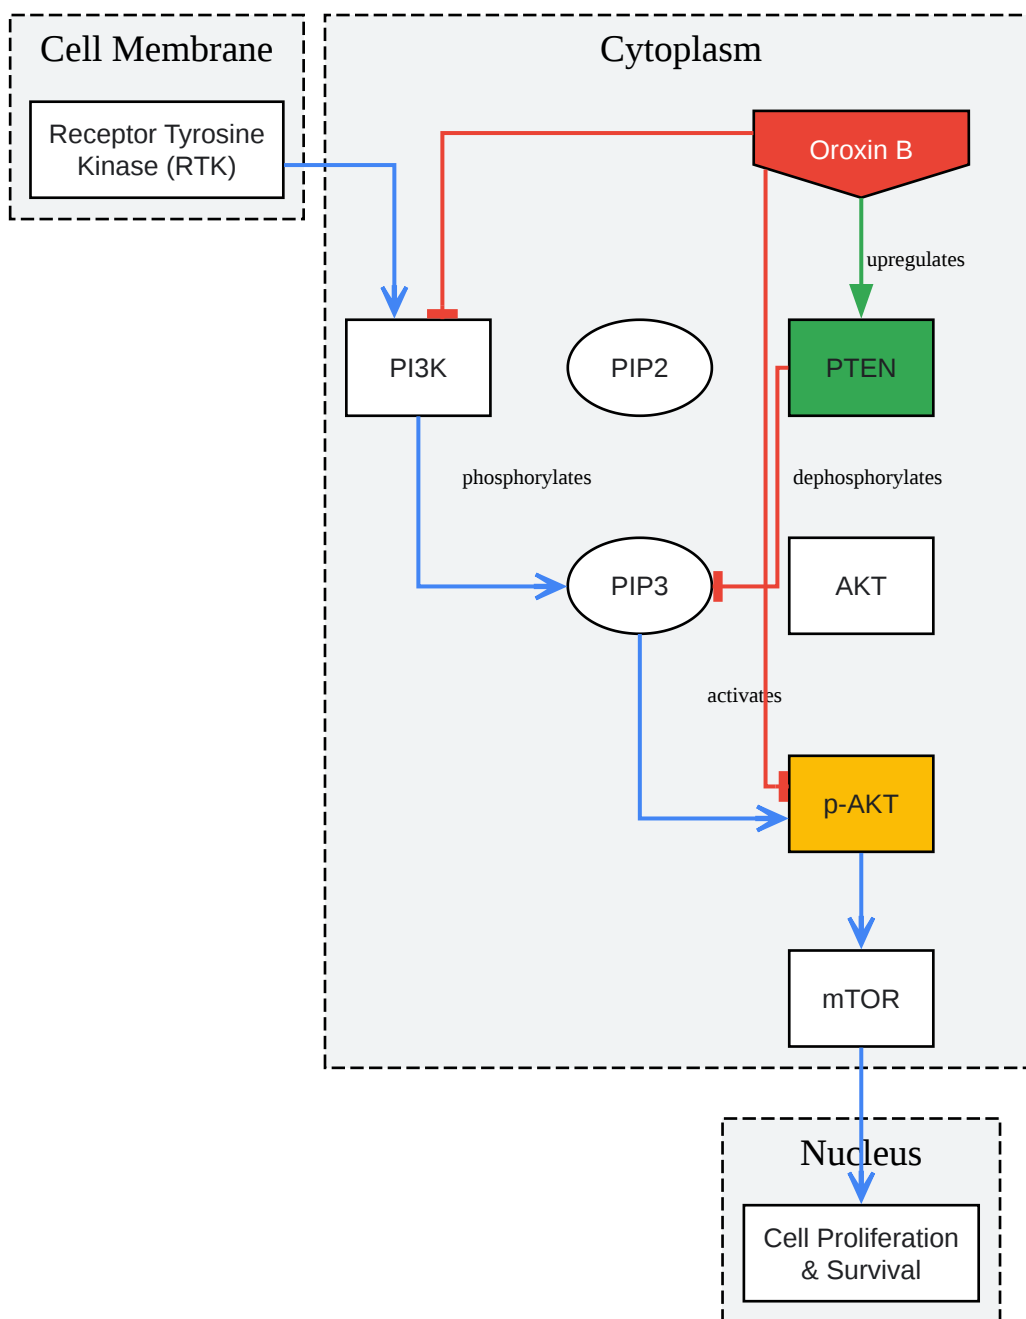 Cell Membrane
Cytoplasm
Receptor Tyrosine
Kinase (RTK)
Oroxin B
upregulates
PI3K
PIP2
PTEN
phosphorylates
dephosphorylates
PIP3
AKT
activates
p-AKT
mTOR
Nucleus
Cell Proliferation
& Survival